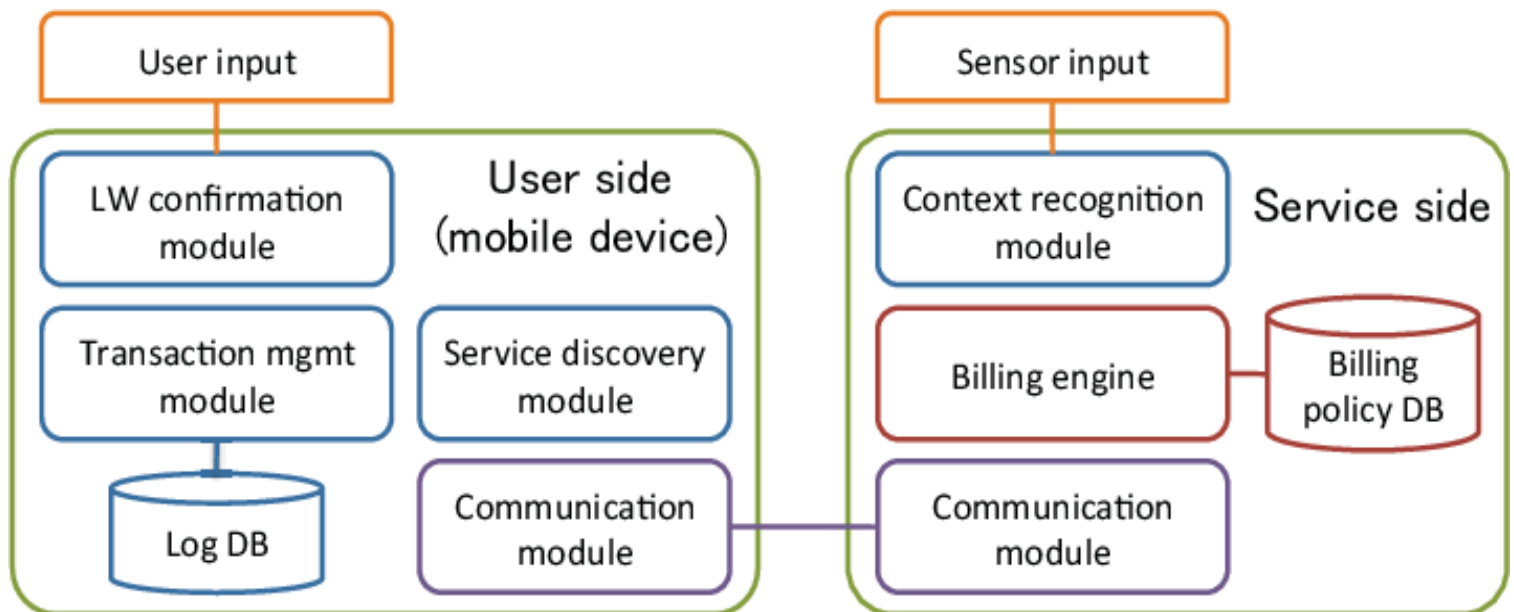 User input
Sensor input
LW confirmation
module
User side
(mobile device)
Context recognition
module
Service side
Transaction mgmt
module
Service discovery
module
Billing engine
Billing
policy DB
Log DB
Communication
module
Communication
module